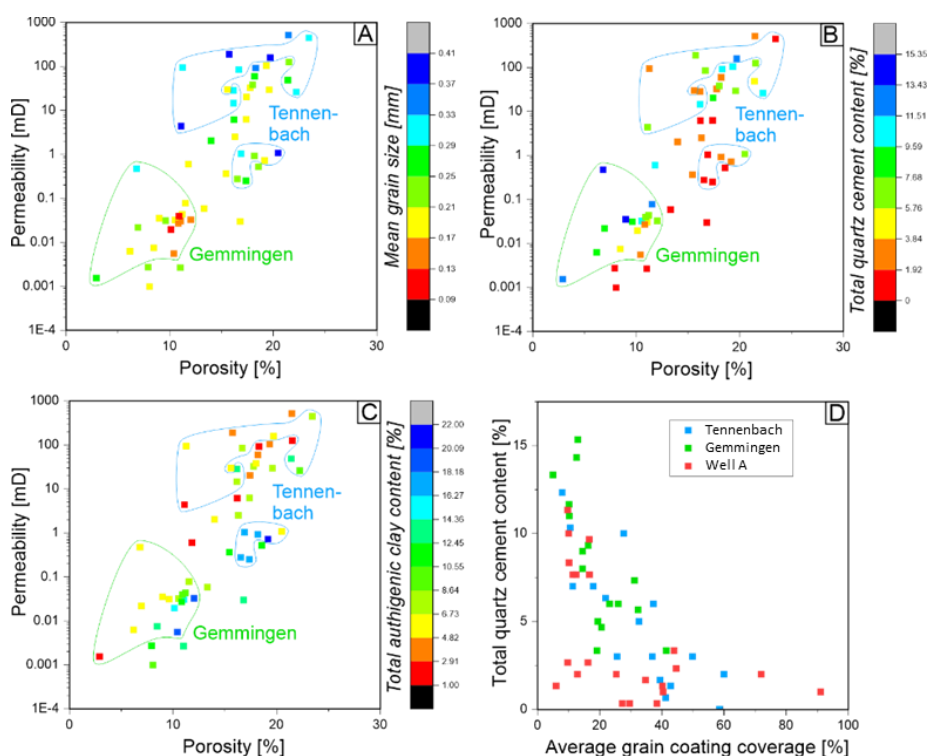 A
Permeability [mD]
1000
100
10
1
0.1
0.01
0.001
1E-4
0
10
20
30
Porosity [%]
Tennen-
bach
Gemmingen
Mean grain size [mm]
0.41
0.37
0.33
0.29
0.25
0.21
0.17
0.13
0.09
B
Permeability [mD]
1000
100
10
1
0.1
0.01
0.001
1E-4
0
10
20
30
Porosity [%]
Tennen-
bach
Gemmingen
Total quartz cement content [%]
15.35
13.43
11.51
9.59
7.68
5.76
3.84
1.92
0
C
Permeability [mD]
1000
100
10
1
0.1
0.01
0.001
1E-4
0
10
20
30
Porosity [%]
Tennen-
bach
Gemmingen
Total authigenic clay content [%]
22.00
20.09
18.18
16.27
14.36
12.45
10.55
8.64
6.73
4.82
2.91
1.00
D
Total quartz cement content [%]
15
10
5
0
0
20
40
60
80
100
Average grain coating coverage [%]
Tennenbach
Gemmingen
Well A